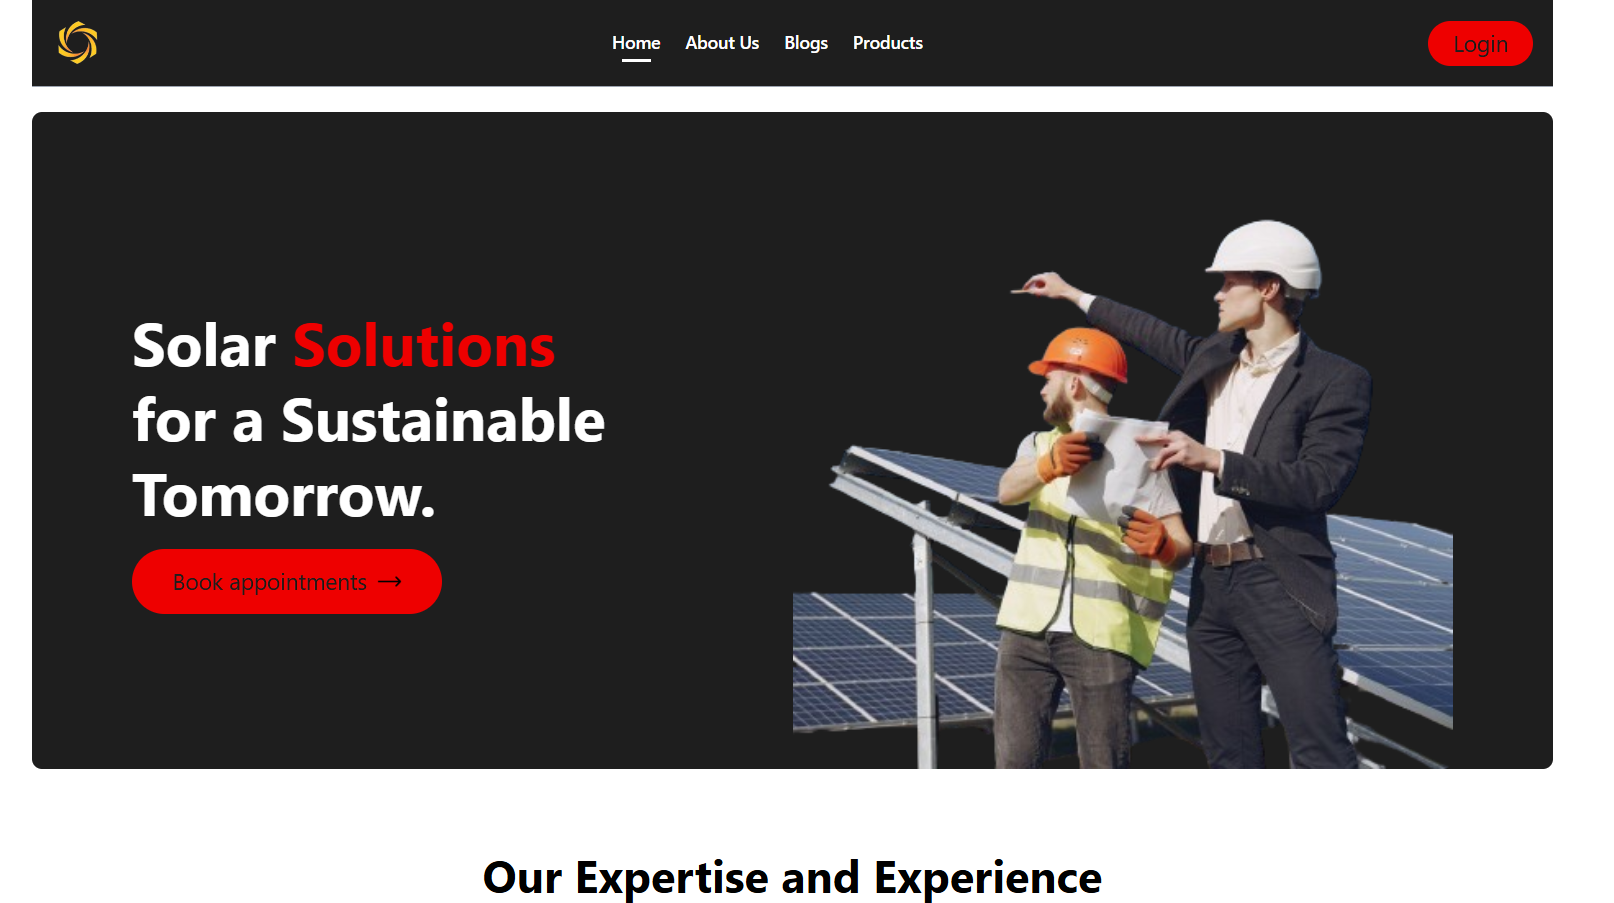 Home About Us Blogs Products Login
Solar Solutions
for a Sustainable
Tomorrow.
Book appointments →
Our Expertise and Experience